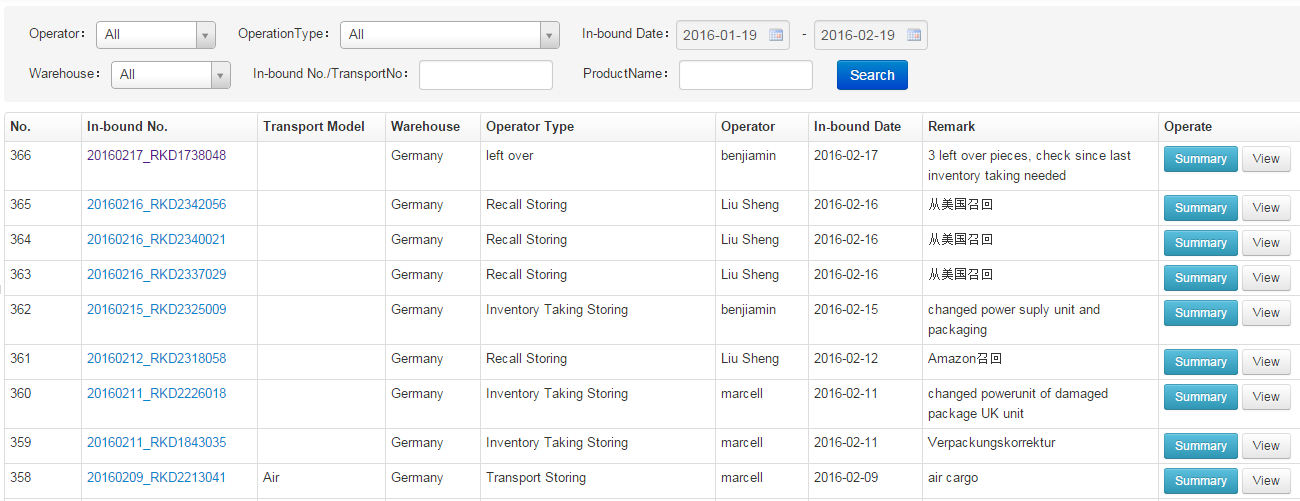 Operator： All OperationType： All In-bound Date： 2016-01-19 - 2016-02-19
Warehouse： All In-bound No./TransportNo： ProductName： Search
No. In-bound No. Transport Model Warehouse Operator Type Operator In-bound Date Remark Operate
366 20160217_RKD1738048 Germany left over benjiamin 2016-02-17 3 left over pieces, check since last Summary View
inventory taking needed
365 20160216_RKD2342056 Germany Recall Storing Liu Sheng 2016-02-16 从美国召回 Summary View
364 20160216_RKD2340021 Germany Recall Storing Liu Sheng 2016-02-16 从美国召回 Summary View
363 20160216_RKD2337029 Germany Recall Storing Liu Sheng 2016-02-16 从美国召回 Summary View
362 20160215_RKD2325009 Germany Inventory Taking Storing benjiamin 2016-02-15 changed power suply unit and Summary View
packaging
361 20160212_RKD2318058 Germany Recall Storing Liu Sheng 2016-02-12 Amazon召回 Summary View
360 20160211_RKD2226018 Germany Inventory Taking Storing marcell 2016-02-11 changed powerunit of damaged Summary View
package UK unit
359 20160211_RKD1843035 Germany Inventory Taking Storing marcell 2016-02-11 Verpackungskorrektur Summary View
358 20160209_RKD2213041 Air Germany Transport Storing marcell 2016-02-09 air cargo Summary View